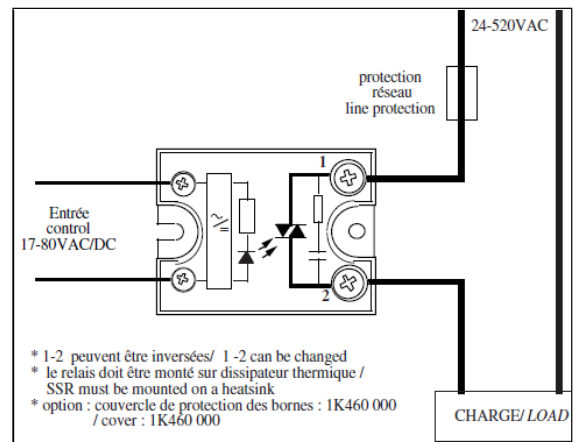 24-520VAC
protection
réseau
line protection
1
Entrée
control
17-80VAC/DC
2
* 1-2 peuvent être inversées/ 1 -2 can be changed
* le relais doit être monté sur dissipateur thermique /
SSR must be mounted on a heatsink
* option : couvercle de protection des bornes : 1K460 000
/ cover : 1K460 000
CHARGE/ LOAD